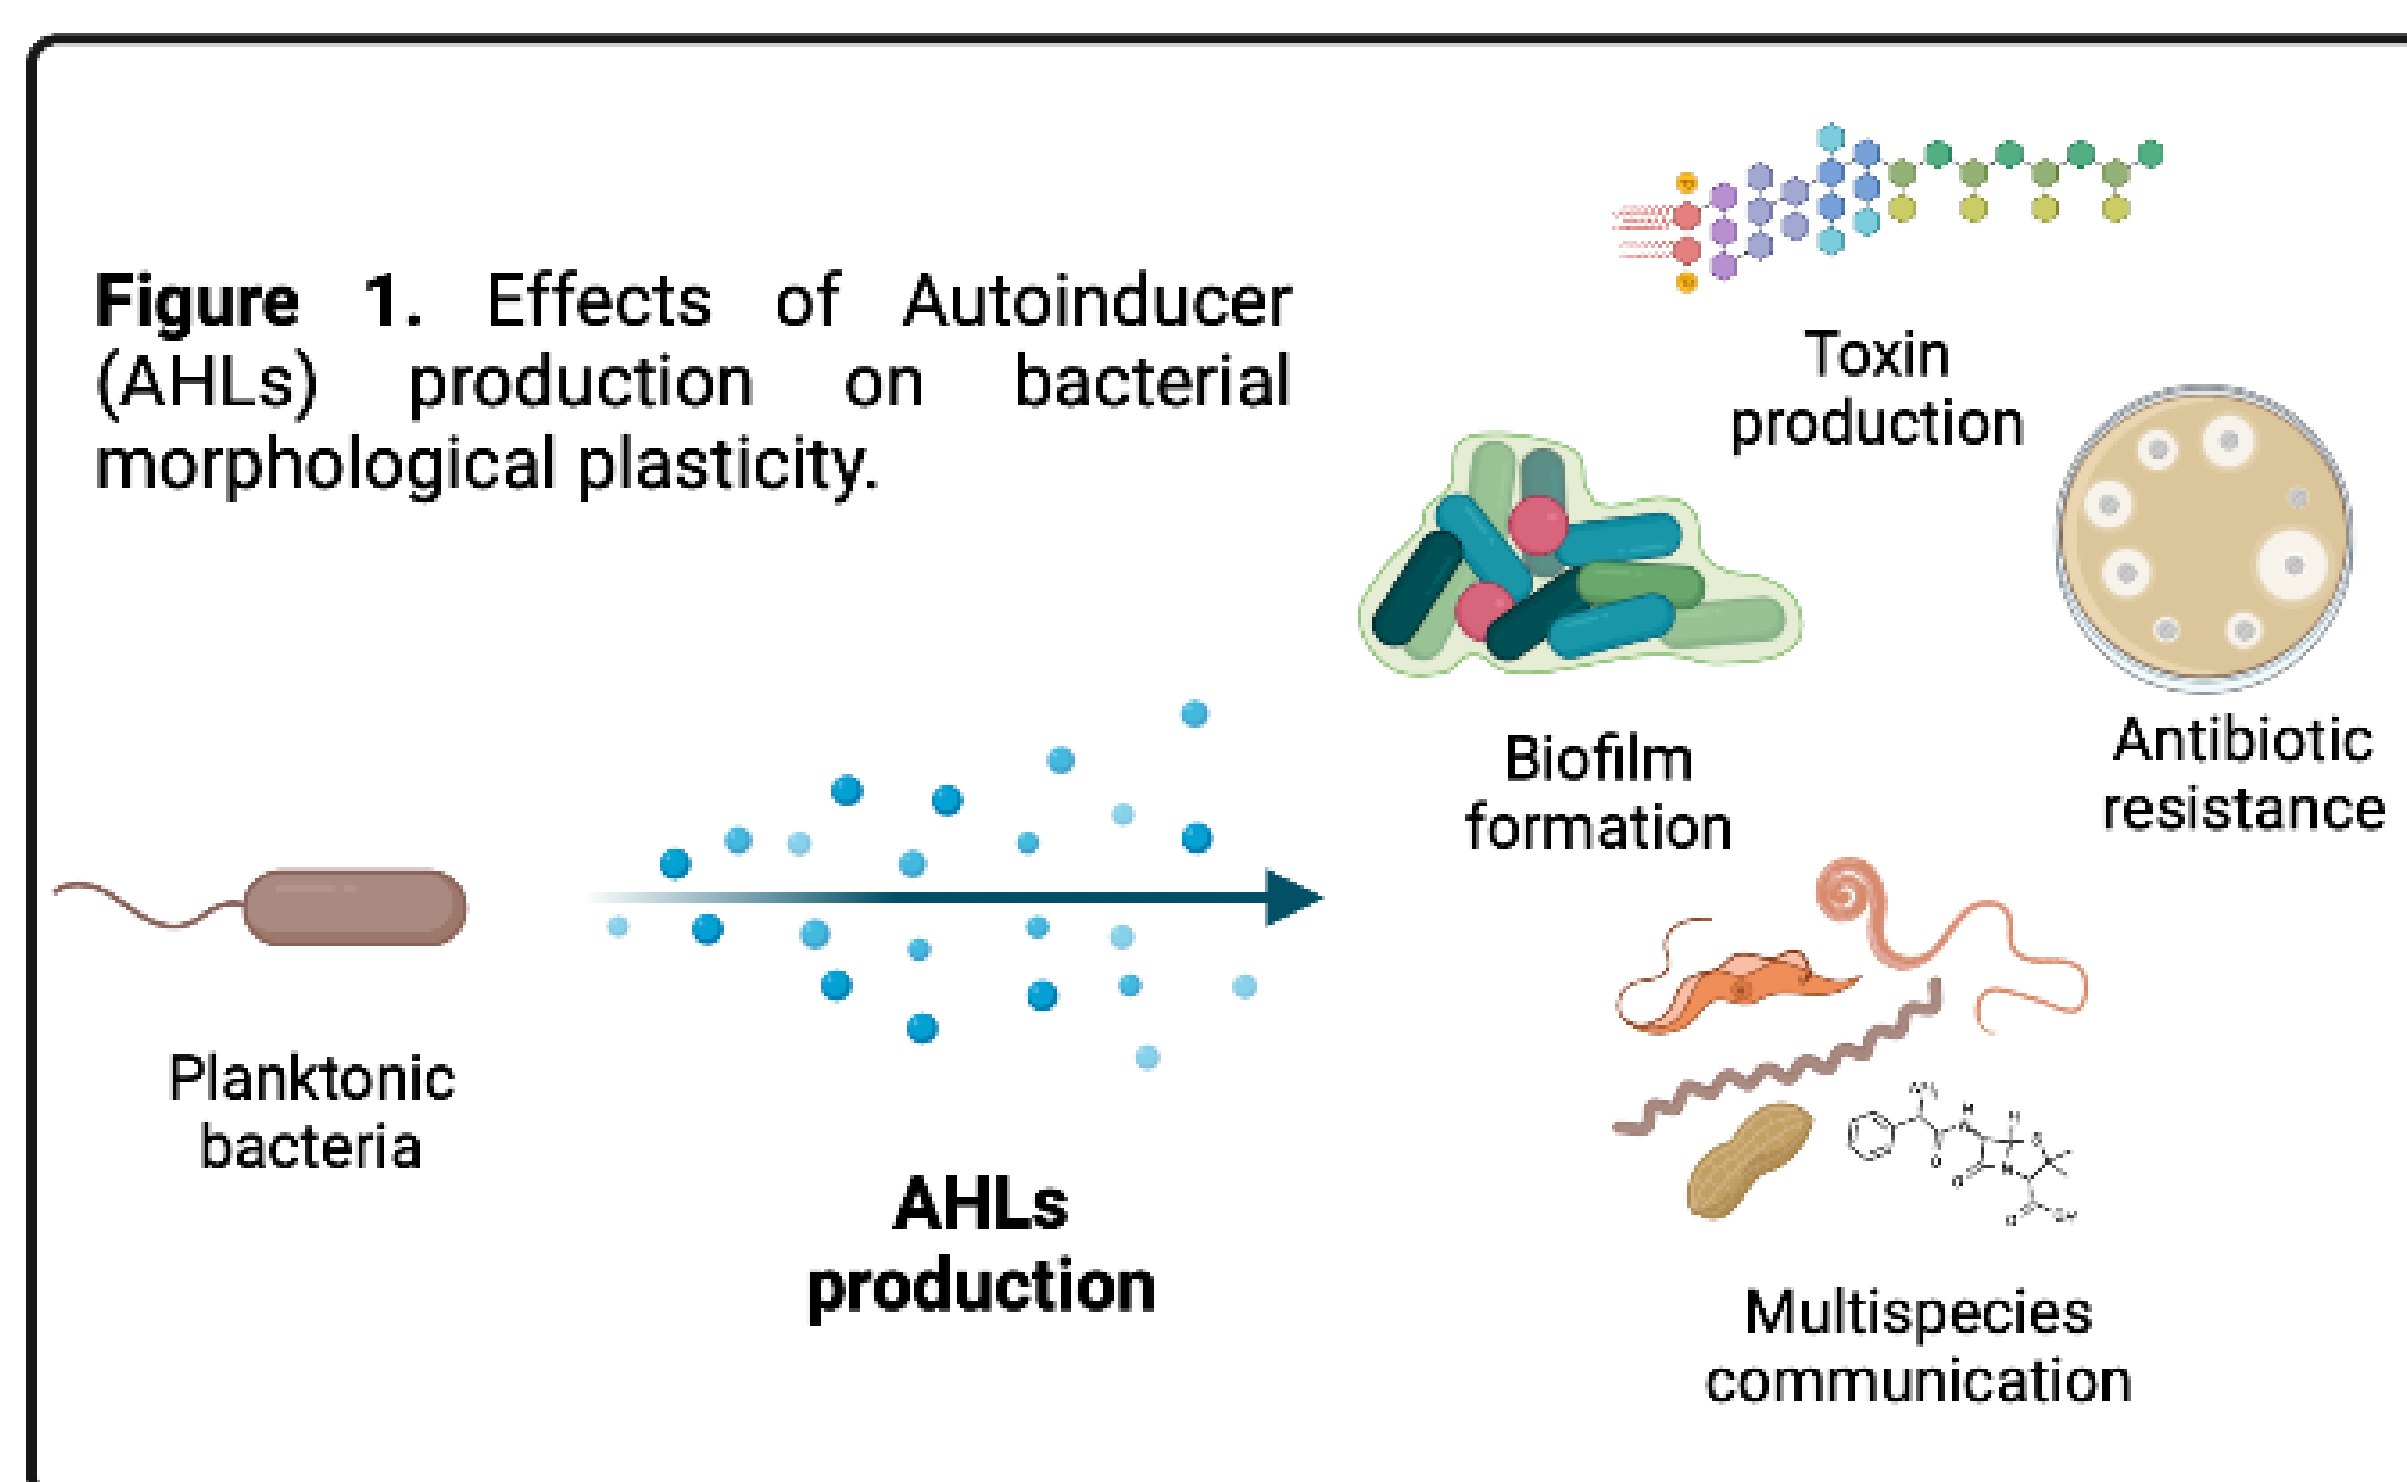 Figure 1. Effects of Autoinducer
(AHLs) production on bacterial
morphological plasticity.
Toxin
production
Biofilm
formation
Antibiotic
resistance
Planktonic
bacteria
AHLs
production
Multispecies
communication